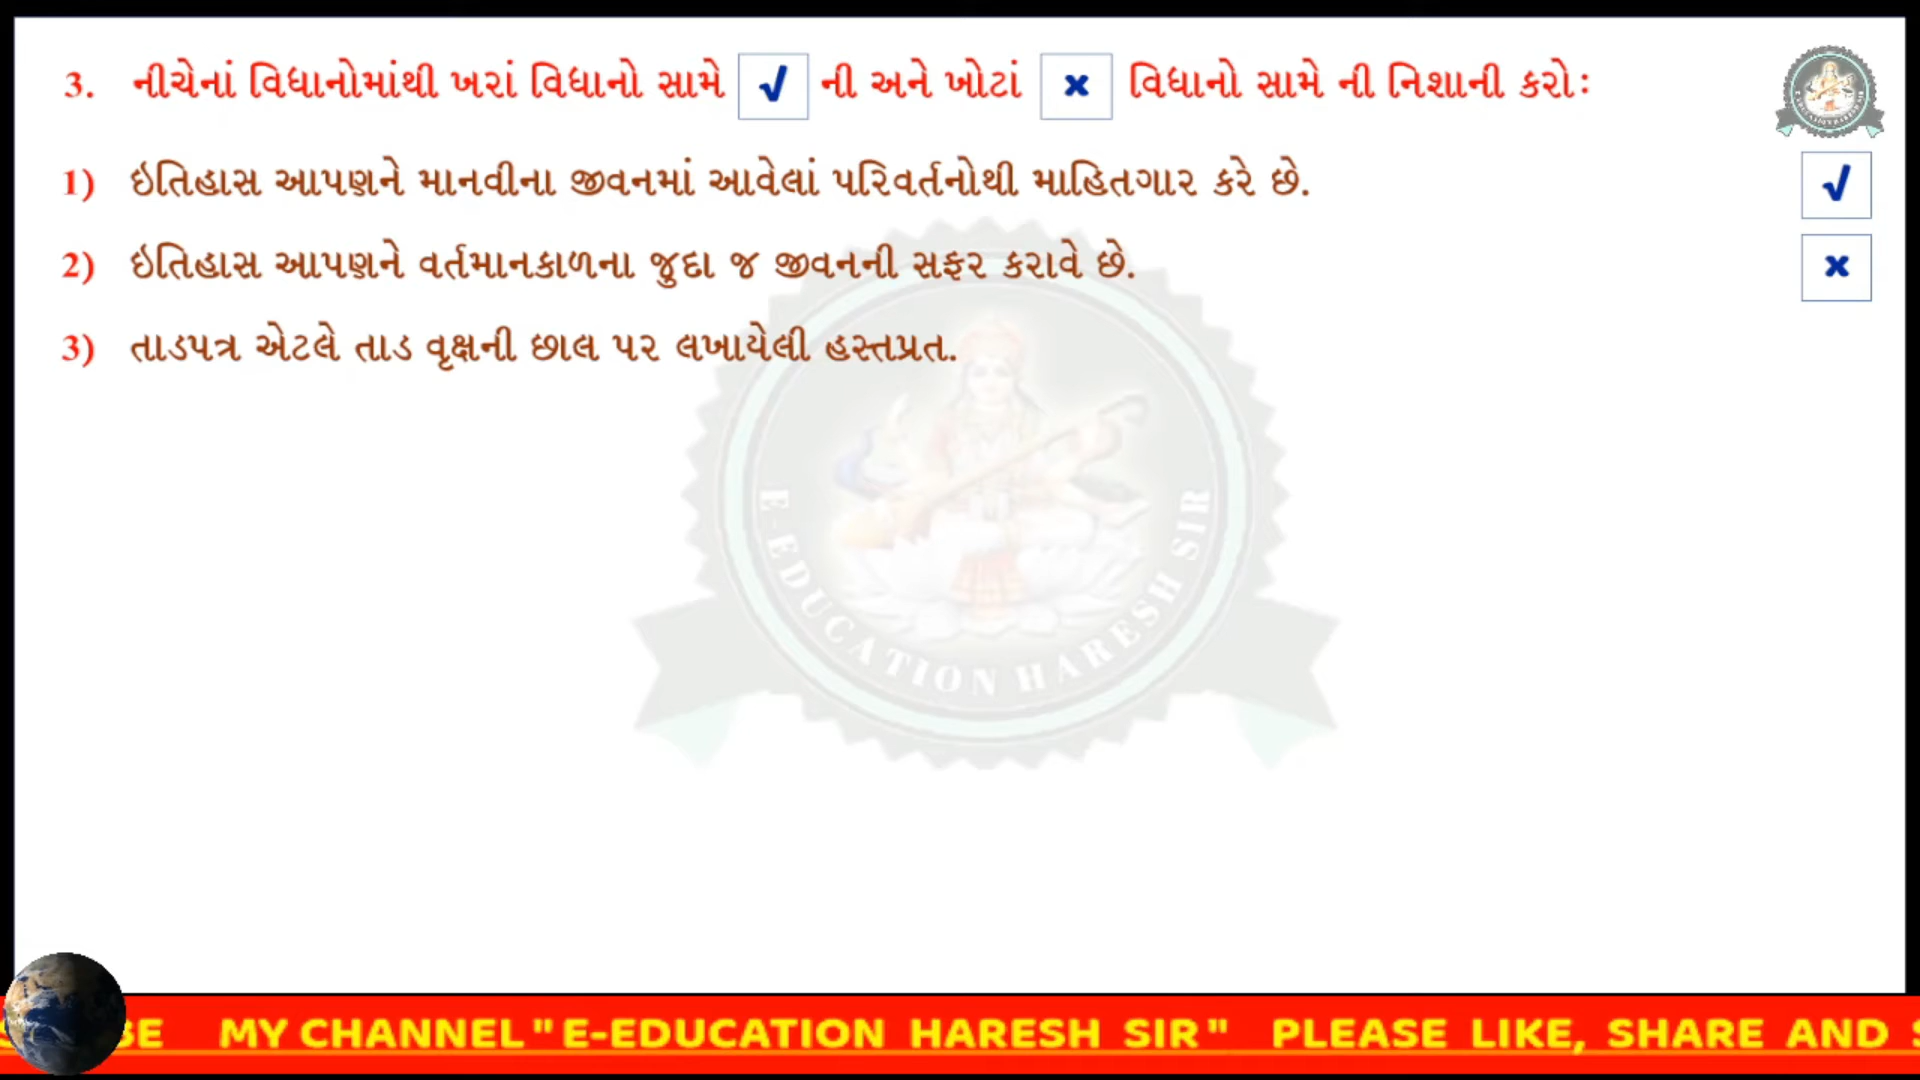 3. નીચેનાં વિધાનોમાંથી ખરાં વિધાનો સામે √ ની અને ખોટાં × વિધાનો સામે ની નિશાની કરોઃ
1) ઇતિહાસ આપણને માનવીના જીવનમાં આવેલાં પરિવર્તનોથી માહિતગાર કરે છે. √
2) ઇતિહાસ આપણને વર્તમાનકાળના જુદા જ જીવનની સફર કરાવે છે. ×
3) તાડપત્ર એટલે તાડ વૃક્ષની છાલ પર લખાયેલી હસ્તપ્રત.
E-EDUCATION HARESH SIR
BE MY CHANNEL "E-EDUCATION HARESH SIR" PLEASE LIKE, SHARE AND S